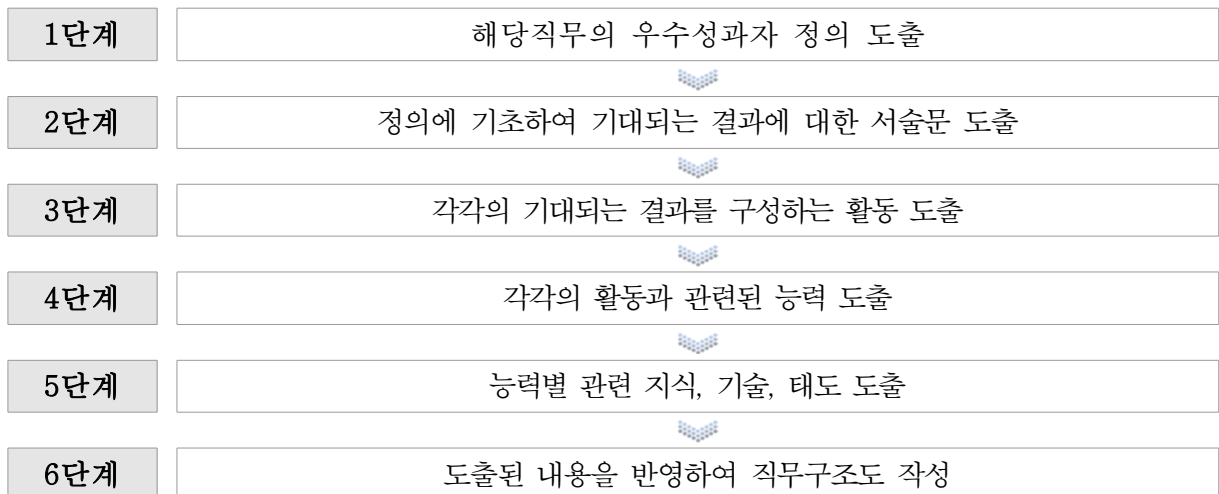 1단계 해당직무의 우수성과자 정의 도출
2단계 정의에 기초하여 기대되는 결과에 대한 서술문 도출
3단계 각각의 기대되는 결과를 구성하는 활동 도출
4단계 각각의 활동과 관련된 능력 도출
5단계 능력별 관련 지식, 기술, 태도 도출
6단계 도출된 내용을 반영하여 직무구조도 작성